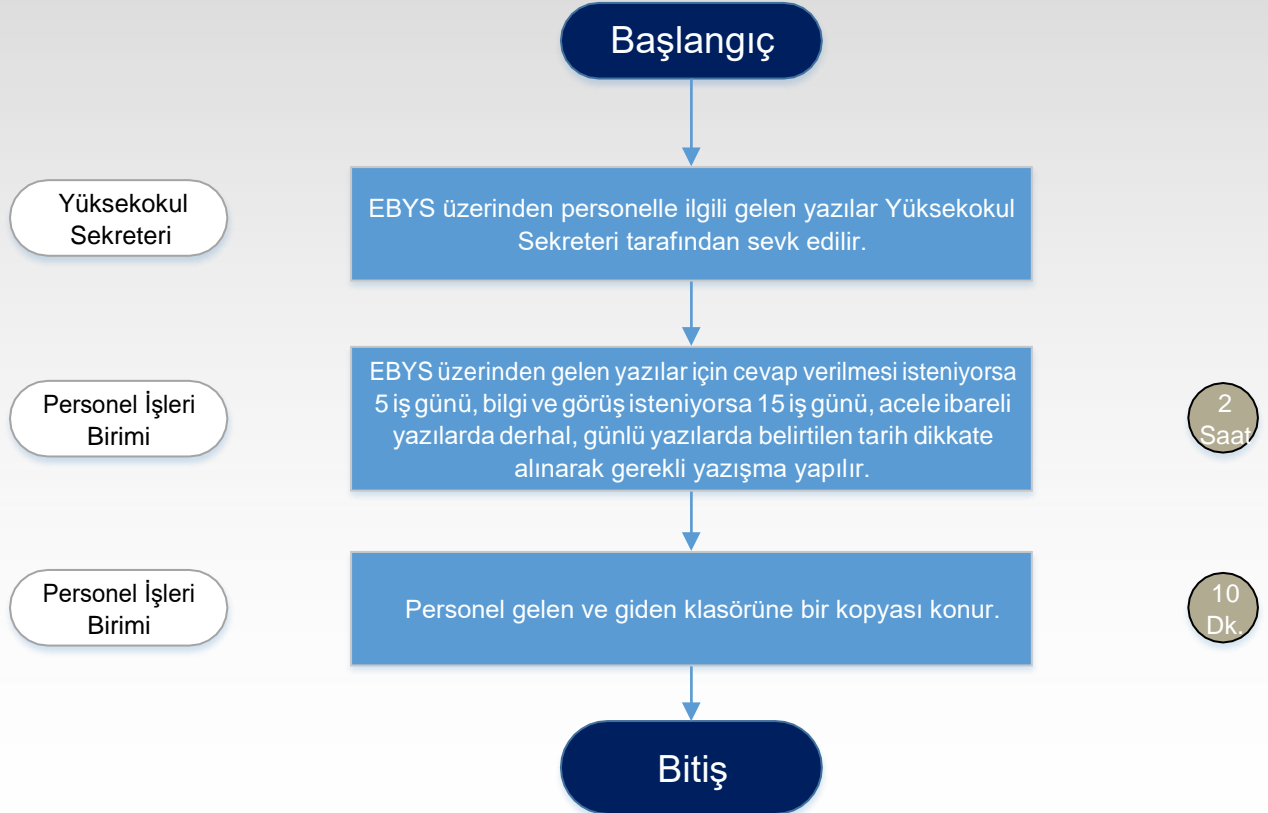 Başlangıç
Yüksekokul
Sekreteri
EBYS üzerinden personelle ilgili gelen yazılar Yüksekokul
Sekreteri tarafından sevk edilir.
Personel İşleri
Birimi
EBYS üzerinden gelen yazılar için cevap verilmesi isteniyorsa
5 iş günü, bilgi ve görüş isteniyorsa 15 iş günü, acele ibareli
yazılarda derhal, günlü yazılarda belirtilen tarih dikkate
alınarak gerekli yazışma yapılır.
2
Saat
Personel İşleri
Birimi
Personel gelen ve giden klasörüne bir kopyası konur.
10
Dk.
Bitiş